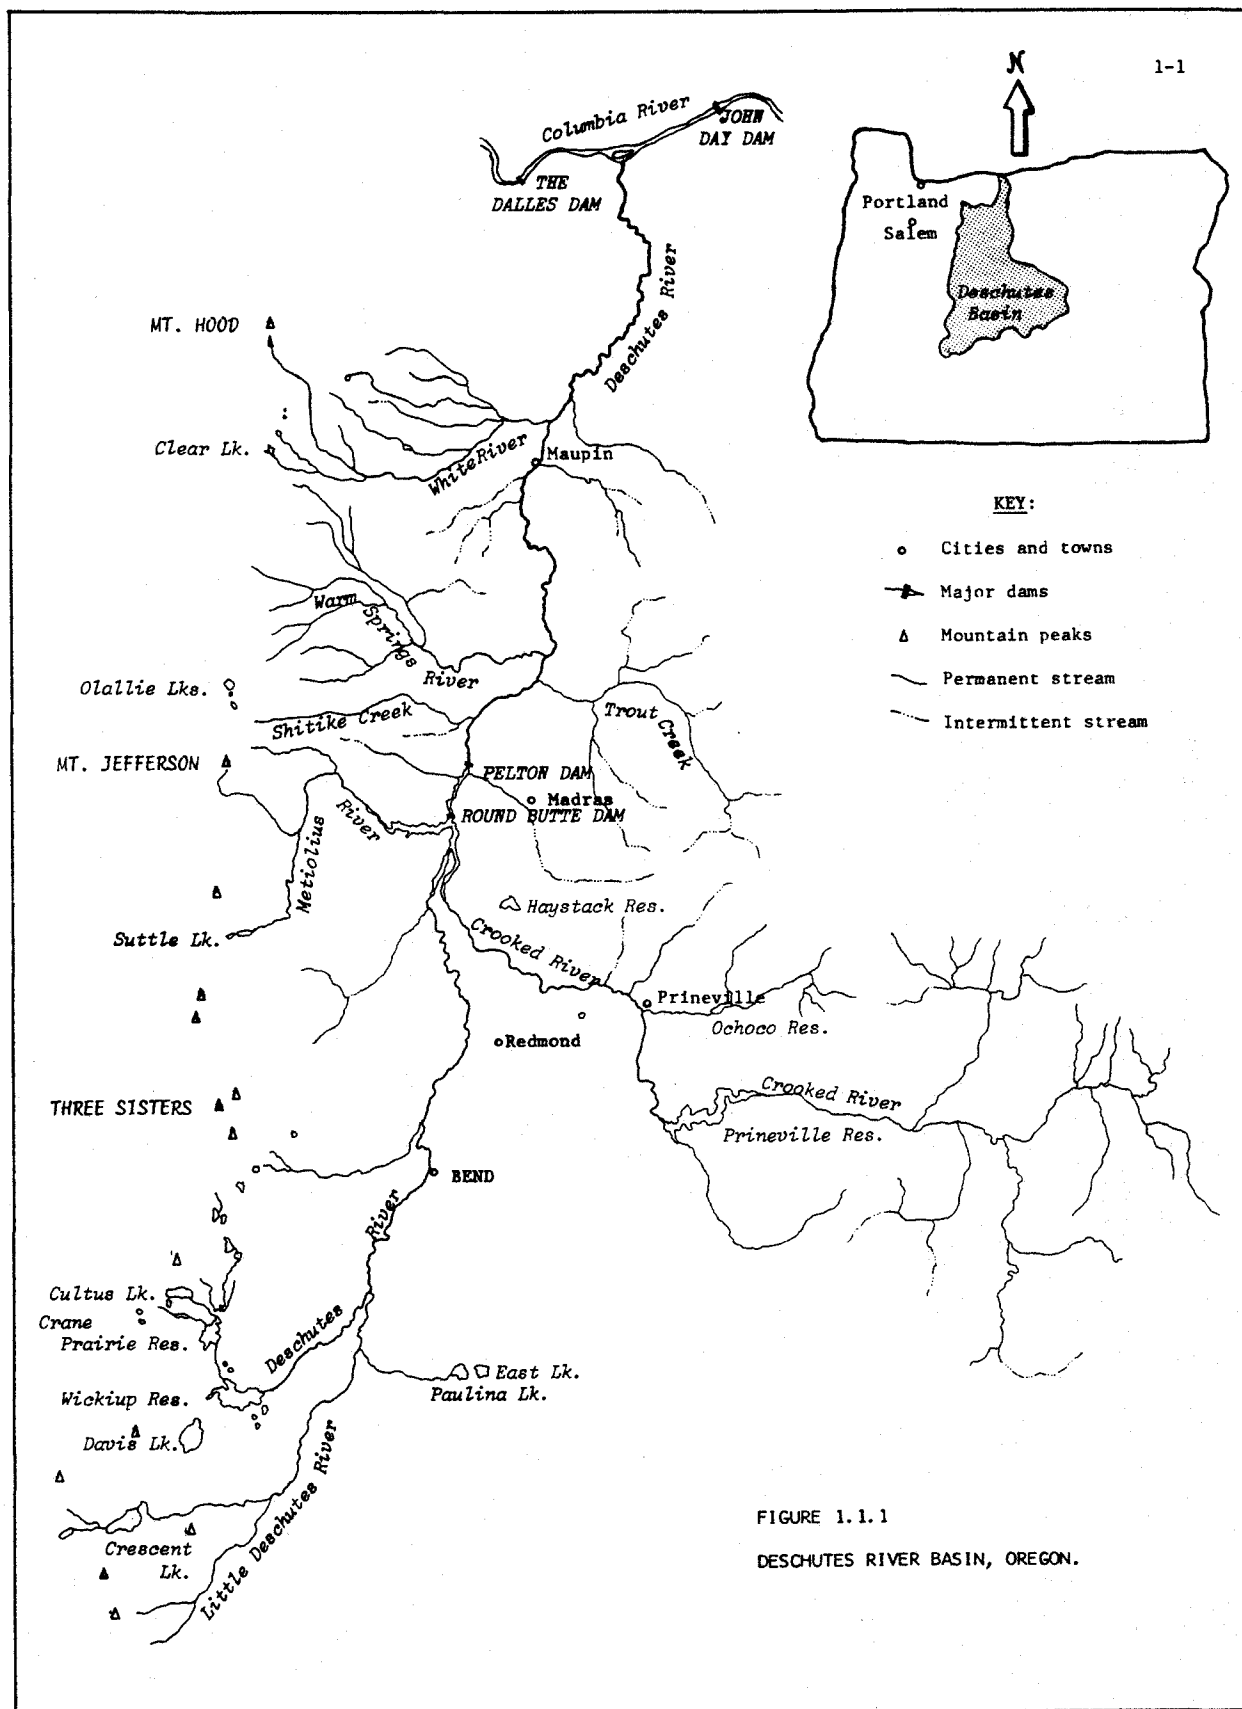 1-1
N
Columbia River
JOHN
DAY DAM
THE
DALLES DAM
Portland
Salem
Deschutes
Basin
Deschutes River
MT. HOOD
Clear Lk.
White River
Maupin
KEY:
Cities and towns
Major dams
Mountain peaks
Permanent stream
Intermittent stream
Warm
Springs
River
Olallie Lks.
Shitike Creek
Trout
Creek
MT. JEFFERSON
PELTON DAM
Madras
ROUND BUTTE DAM
Metiolius
River
Haystack Res.
Suttle Lk.
Crooked River
Prineville
Ochoco Res.
Redmond
Crooked River
Prineville Res.
THREE SISTERS
BEND
River
Deschutes
Cultus Lk.
Crane
Prairie Res.
East Lk.
Paulina Lk.
Wickiup Res.
Davis Lk.
Little Deschutes River
Crescent
Lk.
FIGURE 1.1.1
DESCHUTES RIVER BASIN, OREGON.